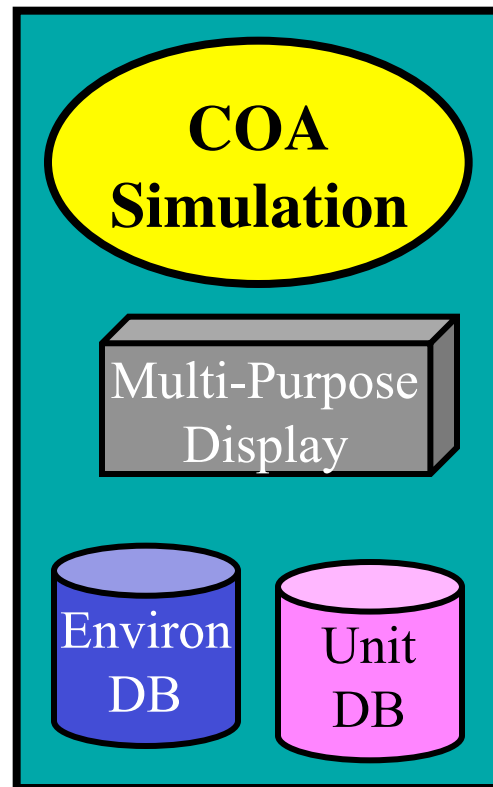 COA
Simulation
Multi-Purpose
Display
Environ
DB
Unit
DB